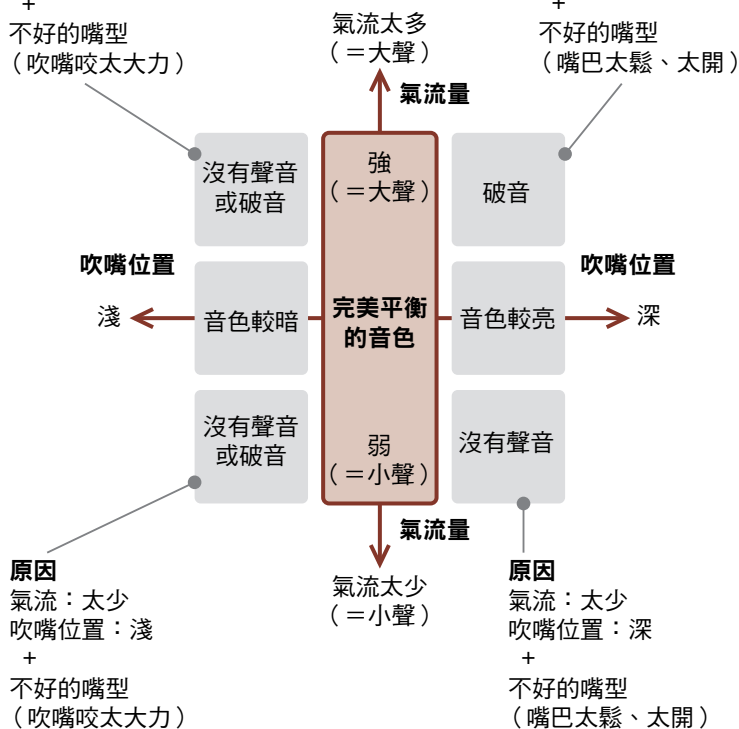 +
不好的嘴型
（吹嘴咬太大力）
氣流太多
（＝大聲）
+
不好的嘴型
（嘴巴太鬆、太開）
氣流量
沒有聲音
或破音
強
（＝大聲）
破音
吹嘴位置
淺
音色較暗
完美平衡
的音色
音色較亮
吹嘴位置
深
沒有聲音
或破音
弱
（＝小聲）
沒有聲音
氣流量
氣流太少
（＝小聲）
原因
氣流：太少
吹嘴位置：淺
+
不好的嘴型
（吹嘴咬太大力）
原因
氣流：太少
吹嘴位置：深
+
不好的嘴型
（嘴巴太鬆、太開）